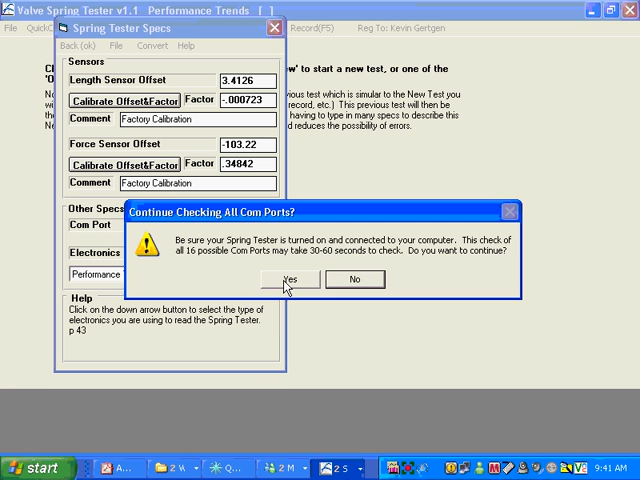 Valve Spring Tester v1.1 Performance Trends [ ]
File
Record(F5)
Reg To: Kevin Gertgen
Spring Tester Specs
Back (ok) File Convert Help
Sensors
Length Sensor Offset 3.4126
Calibrate Offset&Factor Factor -.000723
Comment Factory Calibration
Force Sensor Offset -103.22
Calibrate Offset&Factor Factor .34842
Comment Factory Calibration
Other Specs
Com Port
Electronics
Performance
Help
Click on the down arrow button to select the type of
electronics you are using to read the Spring Tester.
p 43
to start a new test, or one of the
test which is similar to the New Test you
record, etc.) This previous test will then be
having to type in many specs to describe this
reduces the possibility of errors.
Continue Checking All Com Ports?
Be sure your Spring Tester is turned on and connected to your computer. This check of
all 16 possible Com Ports may take 30-60 seconds to check. Do you want to continue?
Yes No
start
A...
2 W
Q...
2 M
2 S
9:41 AM